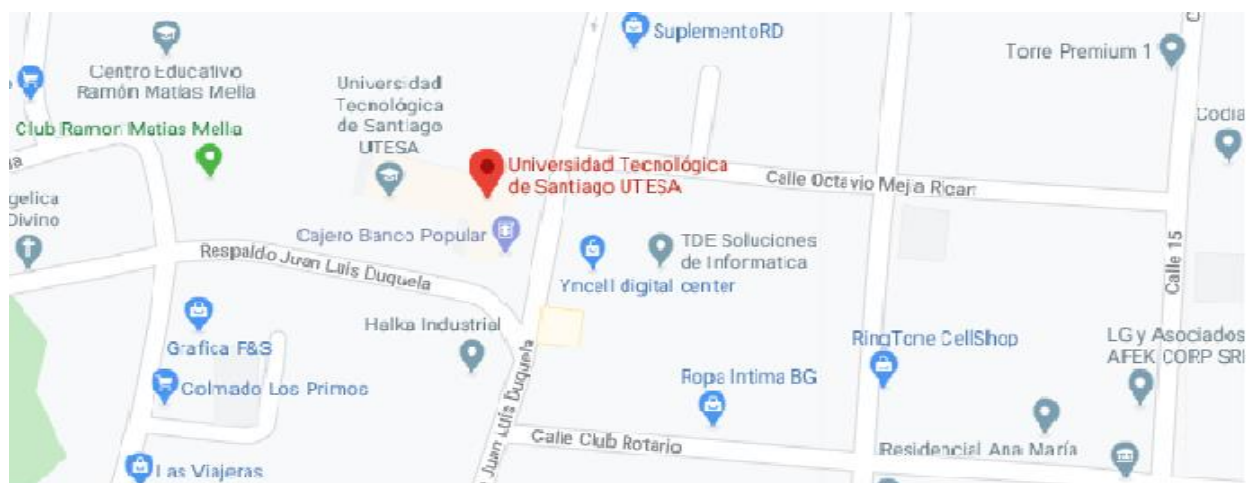 SuplementoRD
Torre Premium 1
Centro Educativo
Ramón Matías Mella
Universidad
Tecnológica
de Santiago
UTESA
Codia
Club Ramon Matias Mella
Universidad Tecnológica
de Santiago UTESA
Calle Octavio Mejia Ricart
gelica
Divino
Cajero Banco Popular
TDE Soluciones
de Informatica
Respaldo Juan Luis Duquela
Calle 15
Yncell digital center
Halka Industrial
Grafica F&S
RingTone CellShop
LG y Asociados
AFEK CORP SRL
Colmado Los Primos
Ropa Intima BG
Juan Luis Duquela
Calle Club Rotario
Residencial Ana María
Las Viajeras